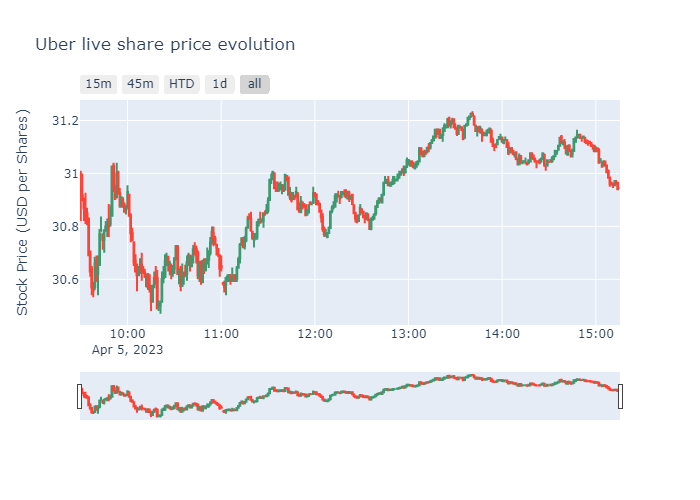 Uber live share price evolution
15m 45m HTD 1d all
Stock Price (USD per Shares)
31.2
31
30.8
30.6
10:00 11:00 12:00 13:00 14:00 15:00
Apr 5, 2023